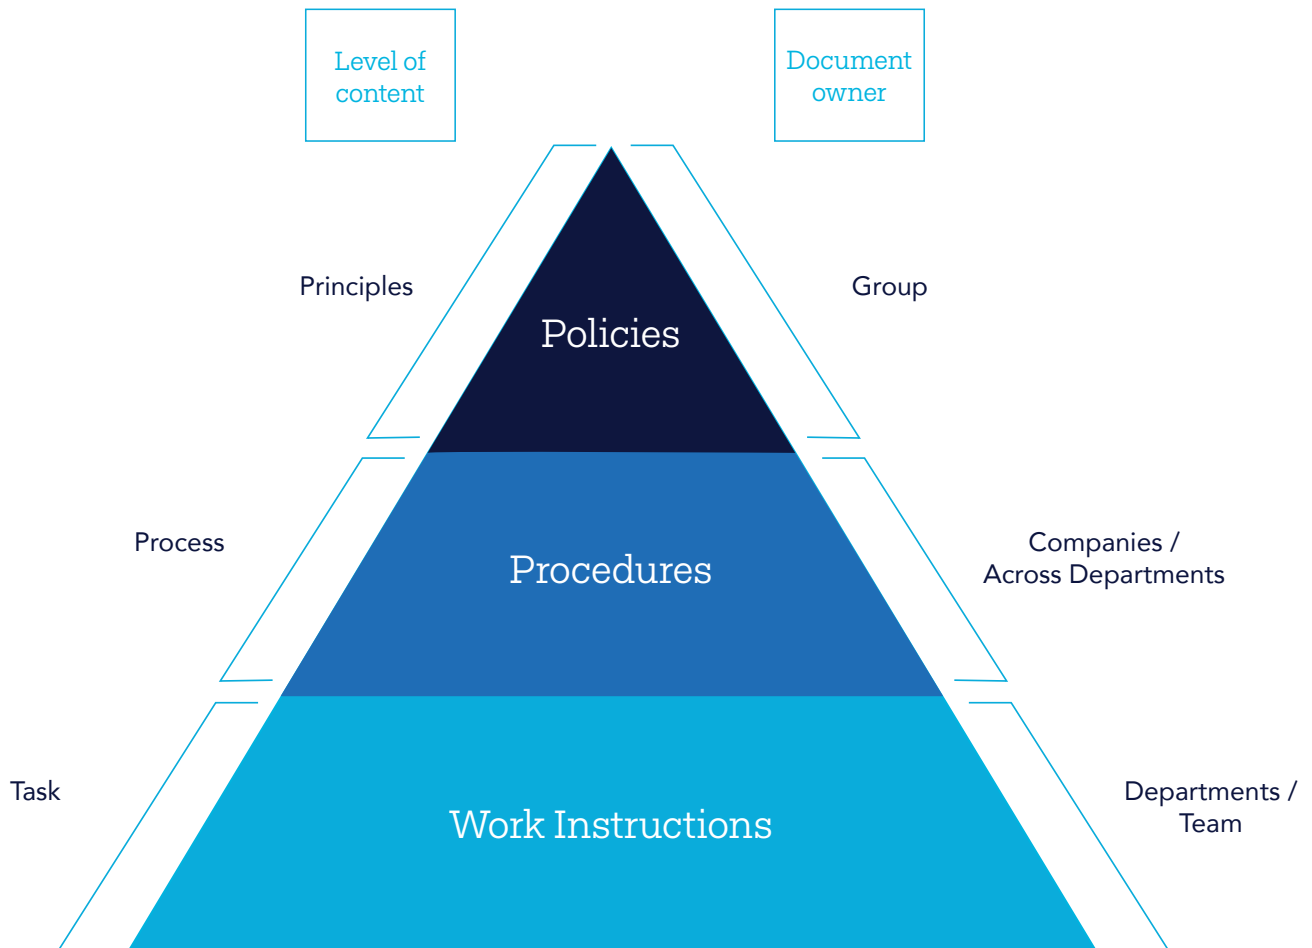 Level of
content
Document
owner
Principles
Group
Policies
Process
Companies /
Across Departments
Procedures
Task
Departments /
Team
Work Instructions